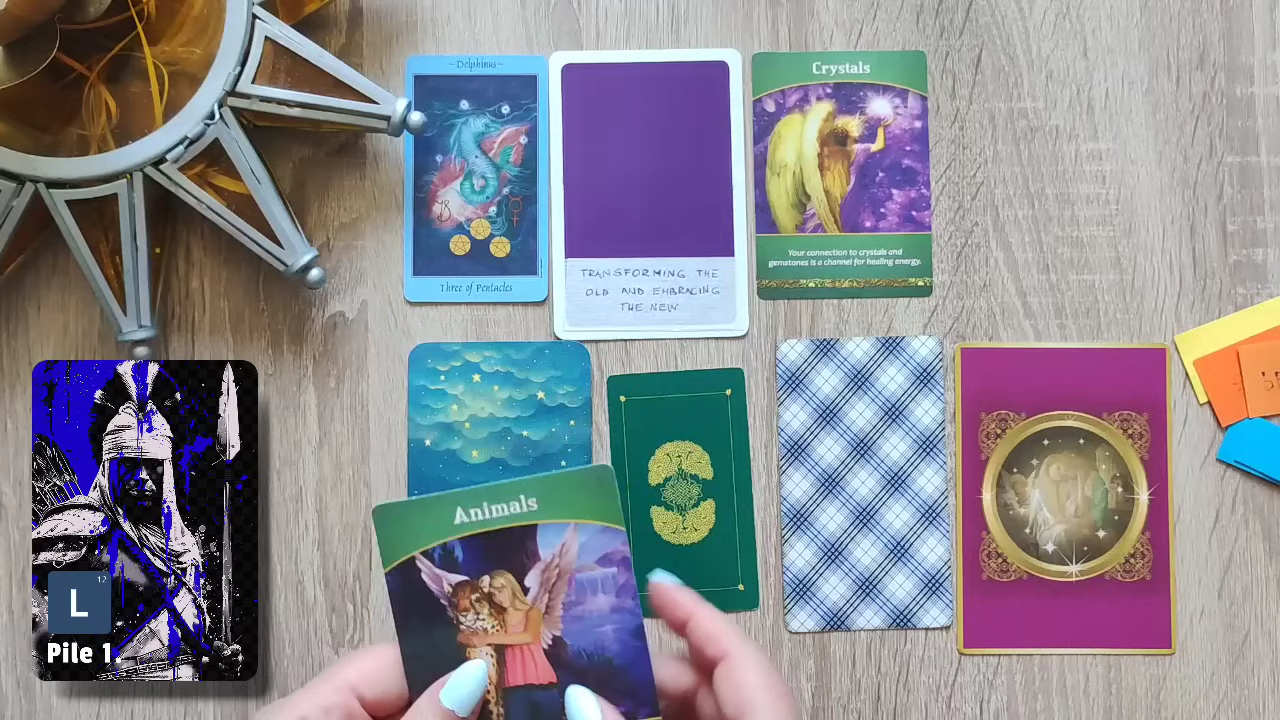 ~Delphinus~
Three of Pentacles
TRANSFORMING THE
OLD AND EMBRACING
THE NEW
Crystals
Your connection to crystals and
gemstones is a channel for healing energy.
Animals
12
L
Pile 1.